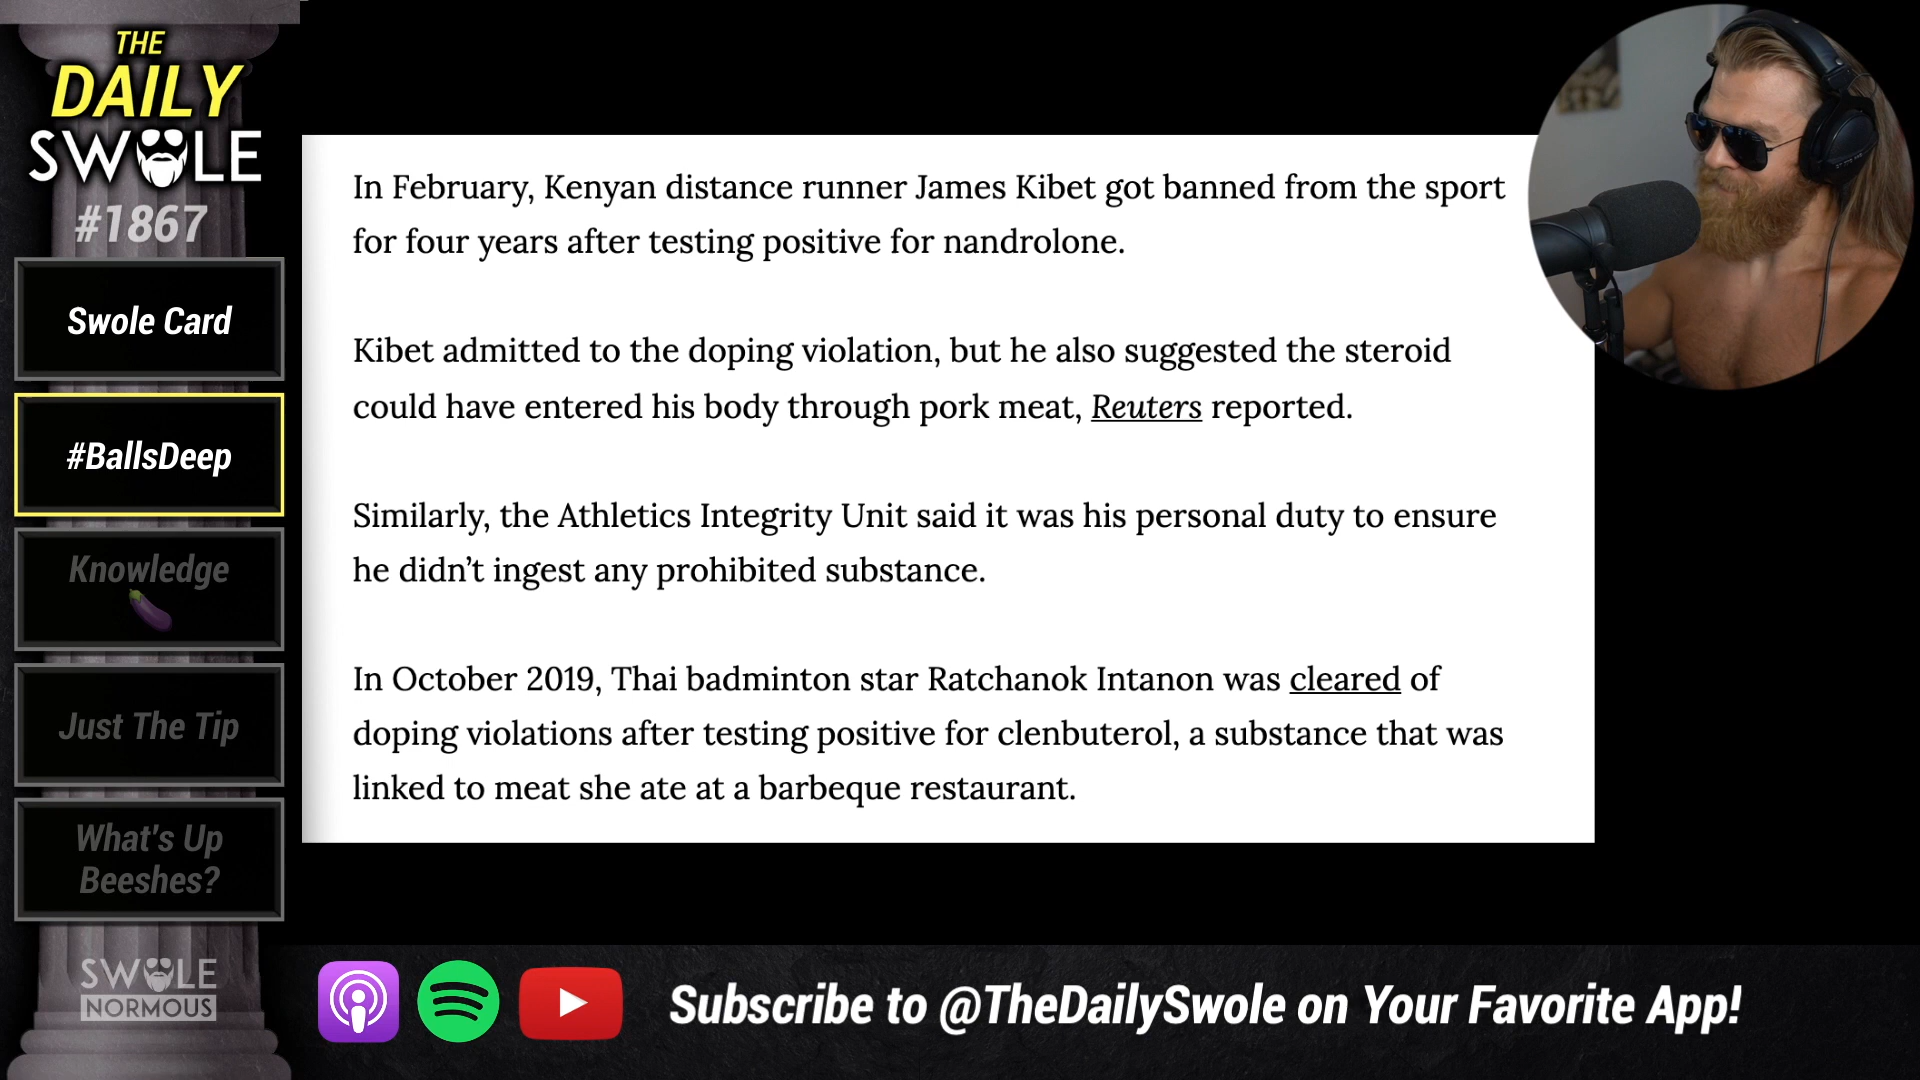 THE
DAILY
SWOLE
#1867
Swole Card
#BallsDeep
Knowledge
Just The Tip
What's Up
Beeshes?
SWOLE
NORMOUS
In February, Kenyan distance runner James Kibet got banned from the sport
for four years after testing positive for nandrolone.
Kibet admitted to the doping violation, but he also suggested the steroid
could have entered his body through pork meat, Reuters reported.
Similarly, the Athletics Integrity Unit said it was his personal duty to ensure
he didn’t ingest any prohibited substance.
In October 2019, Thai badminton star Ratchanok Intanon was cleared of
doping violations after testing positive for clenbuterol, a substance that was
linked to meat she ate at a barbeque restaurant.
Subscribe to @TheDailySwole on Your Favorite App!